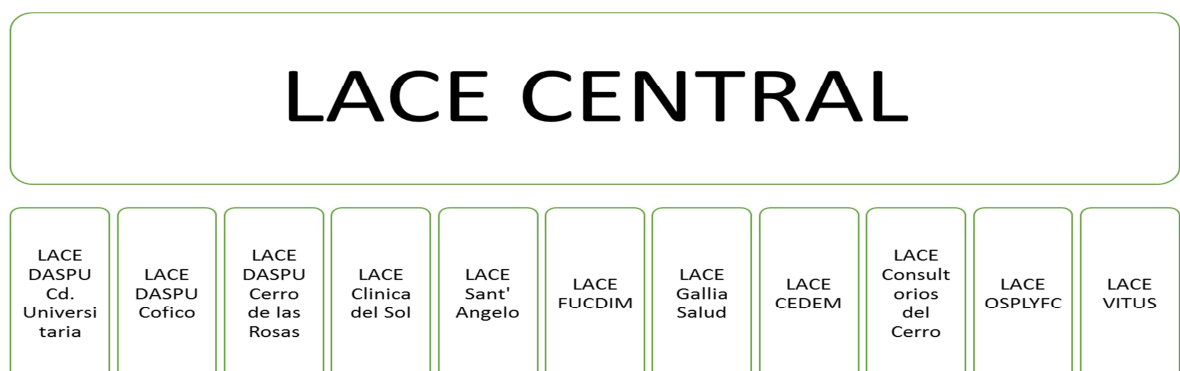 LACE CENTRAL
LACE
DASPU
Cd.
Universi
taria
LACE
DASPU
Cofico
LACE
DASPU
Cerro
de las
Rosas
LACE
Clinica
del Sol
LACE
Sant'
Angelo
LACE
FUCDIM
LACE
Gallia
Salud
LACE
CEDEM
LACE
Consult
orios
del
Cerro
LACE
OSPLYFC
LACE
VITUS